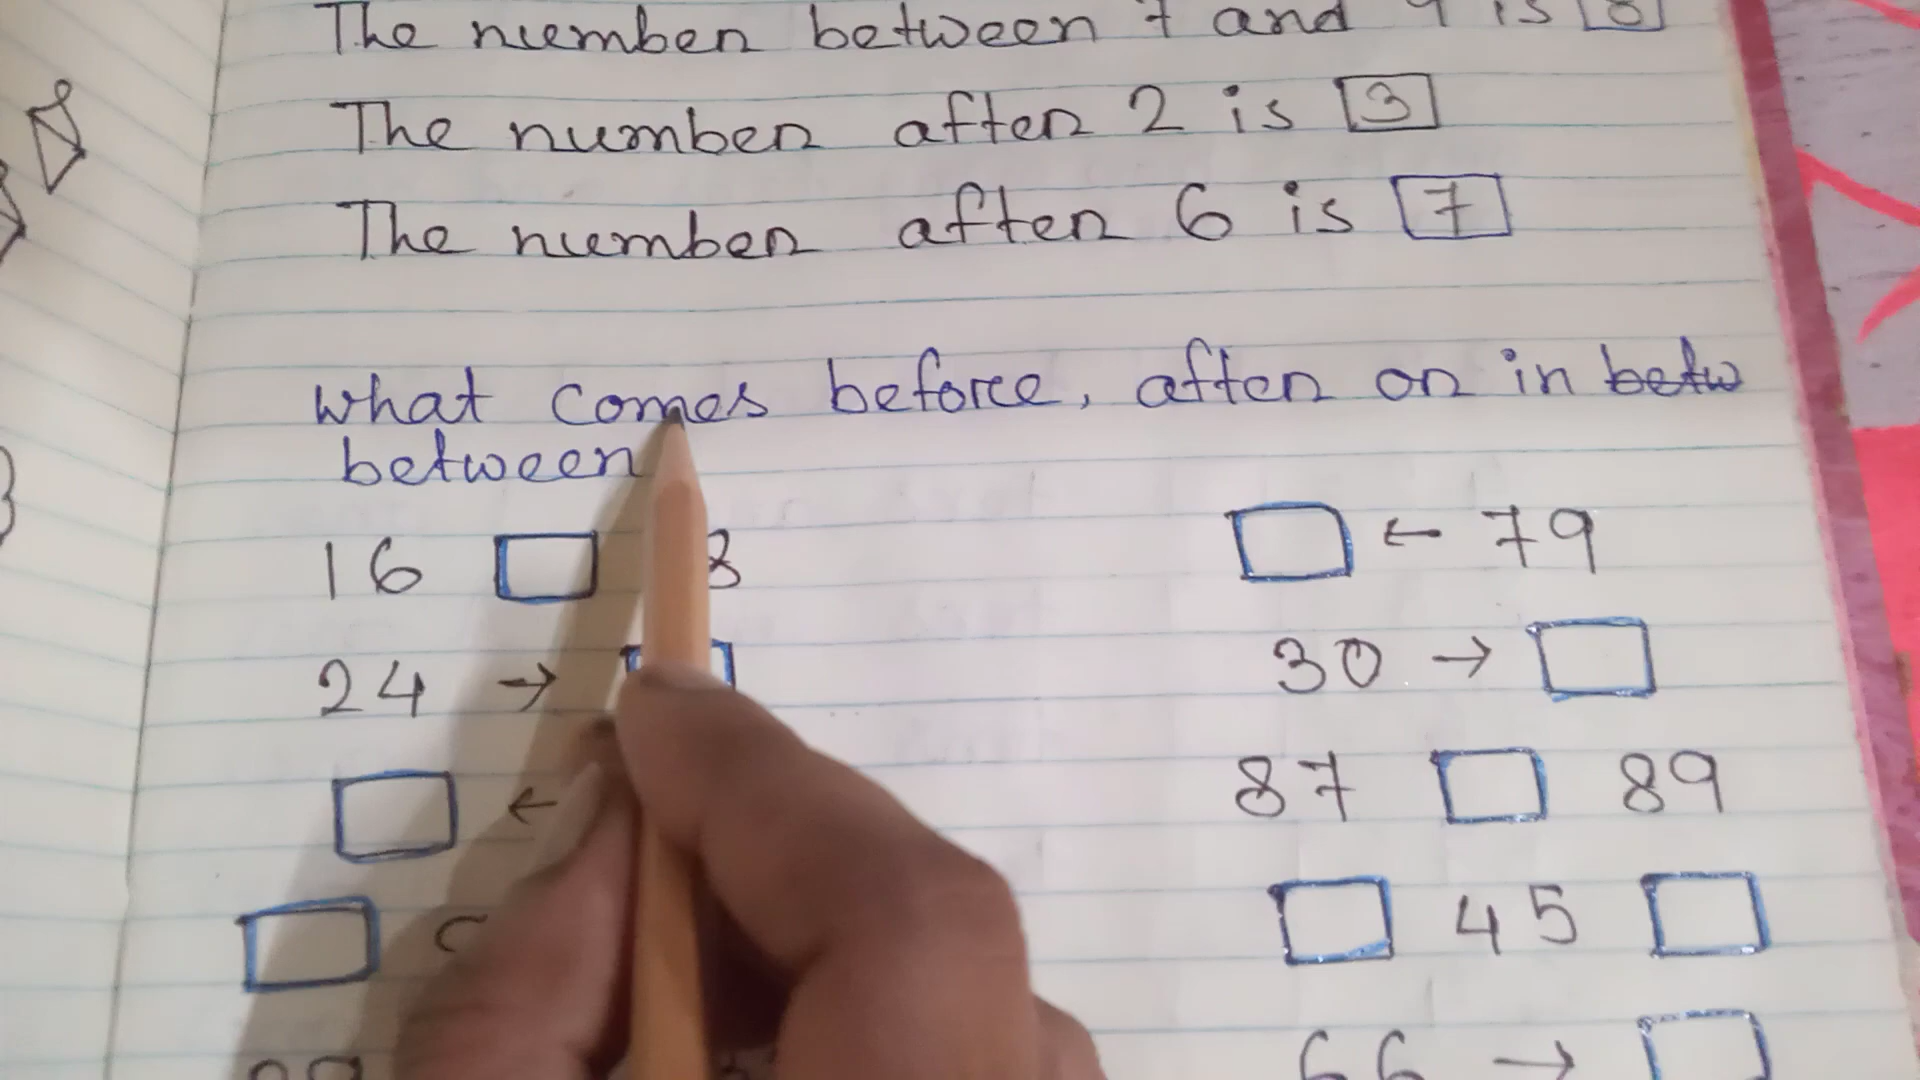 The number between 7 and 9 is 8
The number after 2 is 3
The number after 6 is 7
What comes before, after or in betw
between
16 8
← 79
24 →
30 →
←
87 89
45
66 →